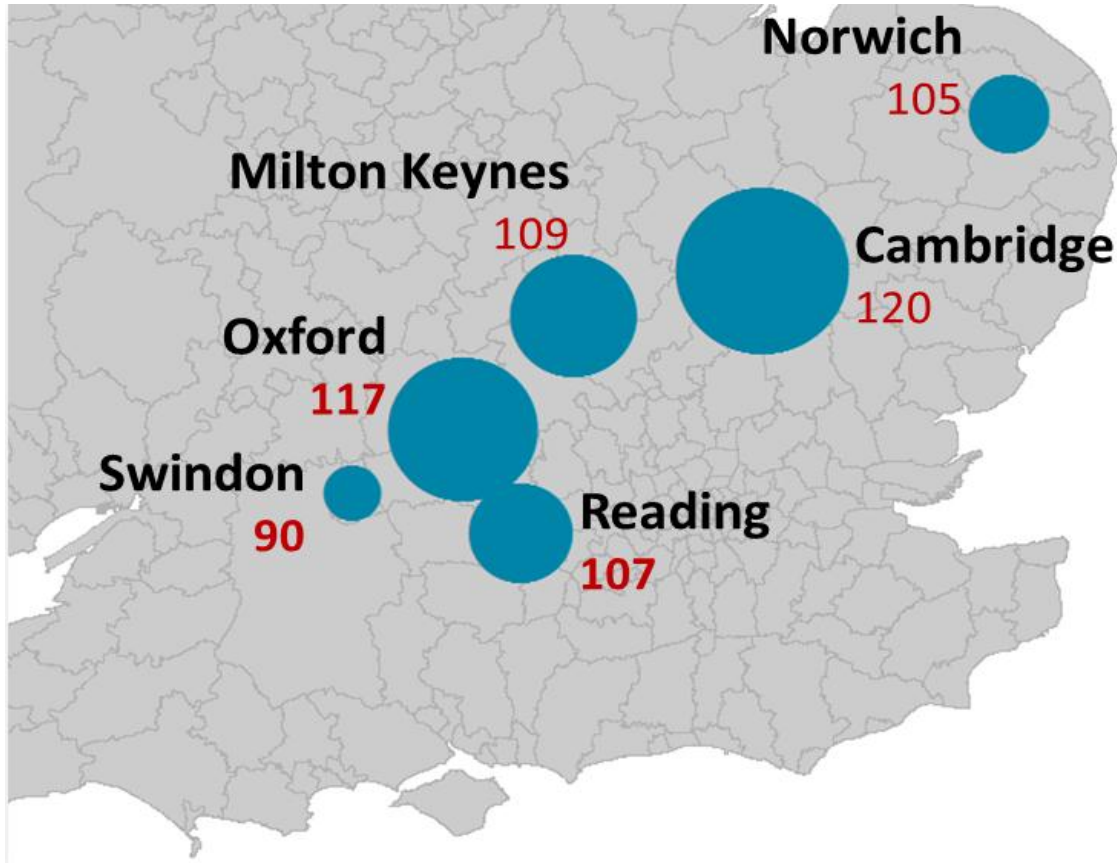 Norwich
105
Milton Keynes
109
Cambridge
120
Oxford
117
Swindon
90
Reading
107